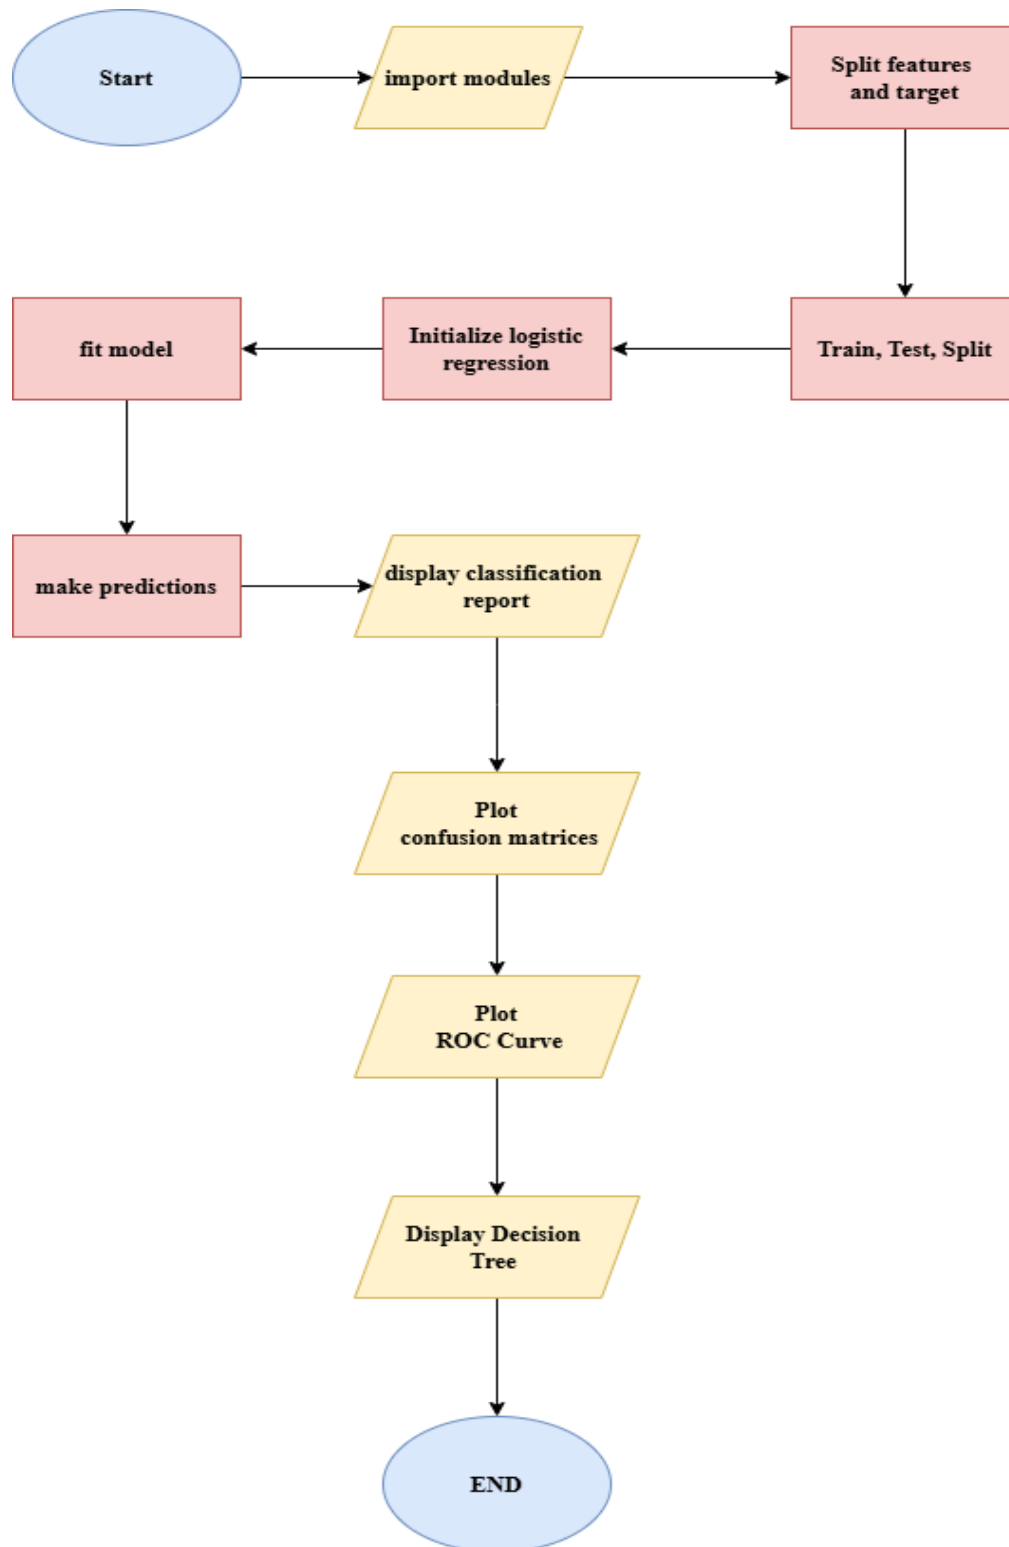 Start
import modules
Split features
and target
Train, Test, Split
Initialize logistic
regression
fit model
make predictions
display classification
report
Plot
confusion matrices
Plot
ROC Curve
Display Decision
Tree
END